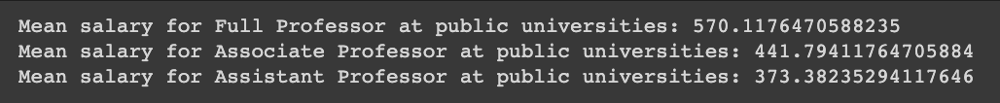 Mean salary for Full Professor at public universities: 570.1176470588235
Mean salary for Associate Professor at public universities: 441.79411764705884
Mean salary for Assistant Professor at public universities: 373.38235294117646